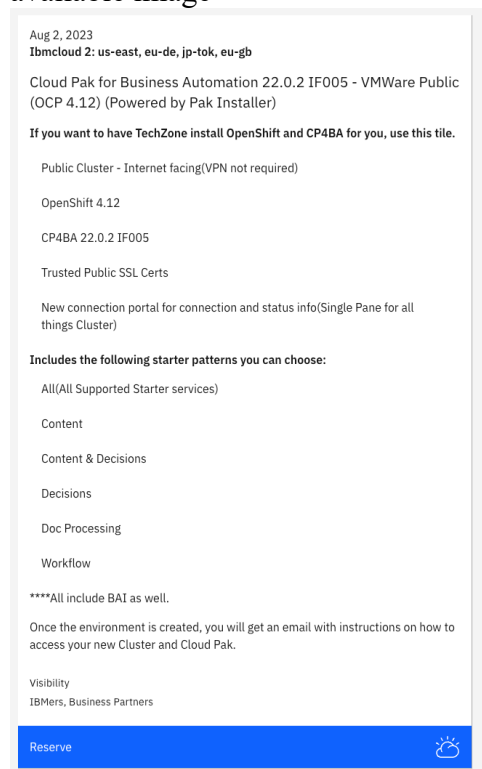 Aug 2, 2023
Ibmcloud 2: us-east, eu-de, jp-tok, eu-gb
Cloud Pak for Business Automation 22.0.2 IF005 - VMWare Public
(OCP 4.12) (Powered by Pak Installer)
If you want to have TechZone install OpenShift and CP4BA for you, use this tile.
Public Cluster - Internet facing(VPN not required)
OpenShift 4.12
CP4BA 22.0.2 IF005
Trusted Public SSL Certs
New connection portal for connection and status info(Single Pane for all
things Cluster)
Includes the following starter patterns you can choose:
All(All Supported Starter services)
Content
Content & Decisions
Decisions
Doc Processing
Workflow
****All include BAI as well.
Once the environment is created, you will get an email with instructions on how to
access your new Cluster and Cloud Pak.
Visibility
IBMers, Business Partners
Reserve